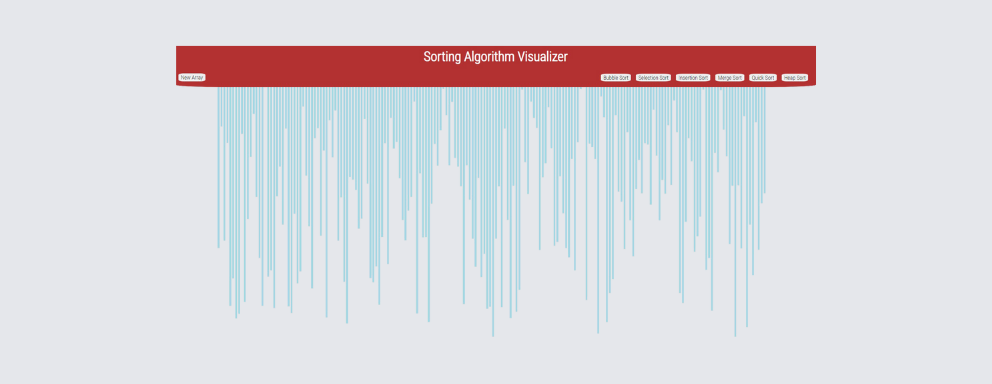 Sorting Algorithm Visualizer
New Array Bubble Sort Selection Sort Insertion Sort Merge Sort Quick Sort Heap Sort